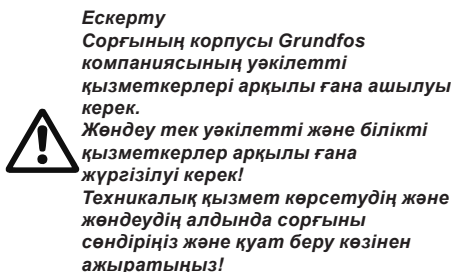 Ескерту
Сорғының корпусы Grundfos
компаниясының уәкілетті
қызметкерлері арқылы ғана ашылуы
керек.
Жөндеу тек уәкілетті және білікті
қызметкерлер арқылы ғана
жүргізілуі керек!
Техникалық қызмет көрсетудің және
жөндеудің алдында сорғыны
сөндіріңіз және қуат беру көзінен
ажыратыңыз!